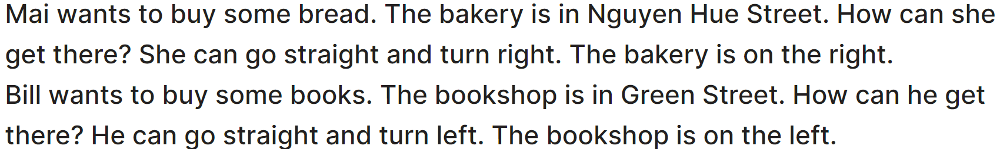 Mai wants to buy some bread. The bakery is in Nguyen Hue Street. How can she
get there? She can go straight and turn right. The bakery is on the right.
Bill wants to buy some books. The bookshop is in Green Street. How can he get
there? He can go straight and turn left. The bookshop is on the left.